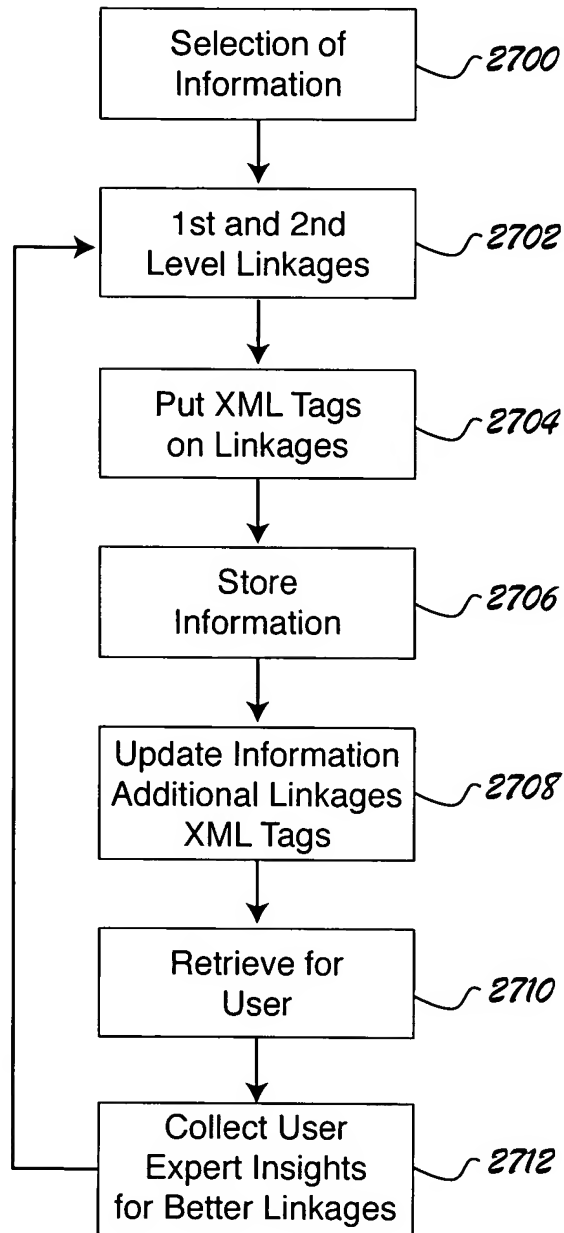 Selection of
Information
2700
1st and 2nd
Level Linkages
2702
Put XML Tags
on Linkages
2704
Store
Information
2706
Update Information
Additional Linkages
XML Tags
2708
Retrieve for
User
2710
Collect User
Expert Insights
for Better Linkages
2712